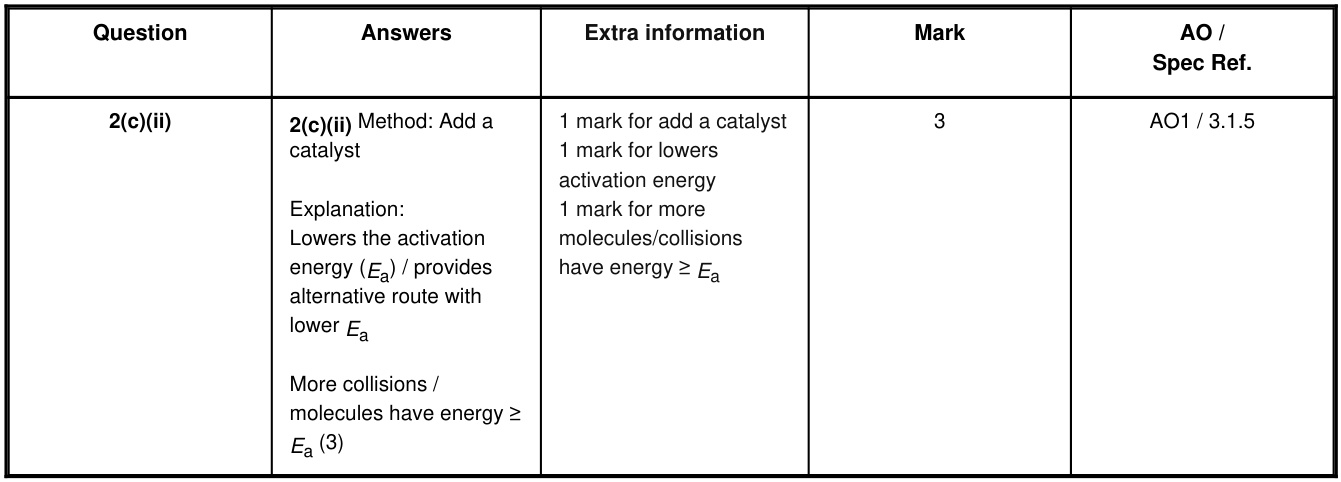 Question Answers Extra information Mark AO /
Spec Ref.
2(c)(ii) 2(c)(ii) Method: Add a 1 mark for add a catalyst 3 AO1 / 3.1.5
catalyst 1 mark for lowers
activation energy
Explanation: 1 mark for more
Lowers the activation molecules/collisions
energy (Ea) / provides have energy ≥ Ea
alternative route with
lower Ea
More collisions /
molecules have energy ≥
Ea (3)